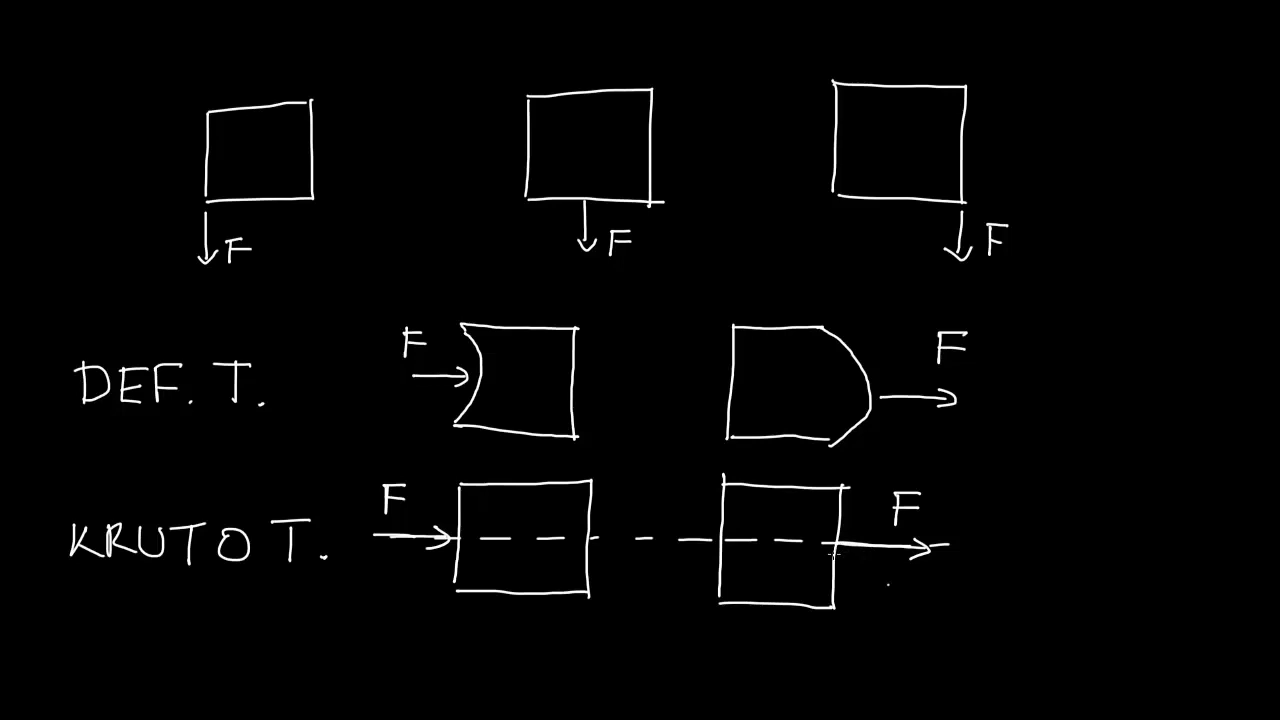 F F F
F F
DEF. T.
F F
KRUTO T.